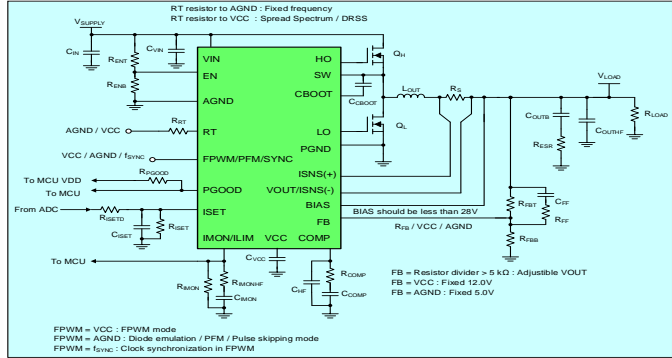 RT resistor to AGND : Fixed frequency
RT resistor to VCC : Spread Spectrum / DRSS
VSUPPLY
CIN
CVIN
RENT
RENB
VIN
EN
AGND
RT
FPWM/PFM/SYNC
PGOOD
ISET
IMON/ILIM
VCC
COMP
HO
SW
CBOOT
LO
PGND
ISNS(+)
VOUT/ISNS(-)
BIAS
FB
QH
QL
CCBOOT
LOUT
RS
VLOAD
COUTB
RESR
COUTHF
RLOAD
AGND / VCC
RRT
VCC / AGND / fSYNC
To MCU VDD
RPGOOD
To MCU
From ADC
RISETD
CISET
RISET
BIAS should be less than 28V
RFB / VCC / AGND
RFBT
CFF
RFF
RFBB
To MCU
RIMON
RIMONHF
CIMON
CVCC
CHF
RCOMP
CCOMP
FB = Resistor divider > 5 kΩ : Adjustible VOUT
FB = VCC : Fixed 12.0V
FB = AGND : Fixed 5.0V
FPWM = VCC : FPWM mode
FPWM = AGND : Diode emulation / PFM / Pulse skipping mode
FPWM = fSYNC : Clock synchronization in FPWM